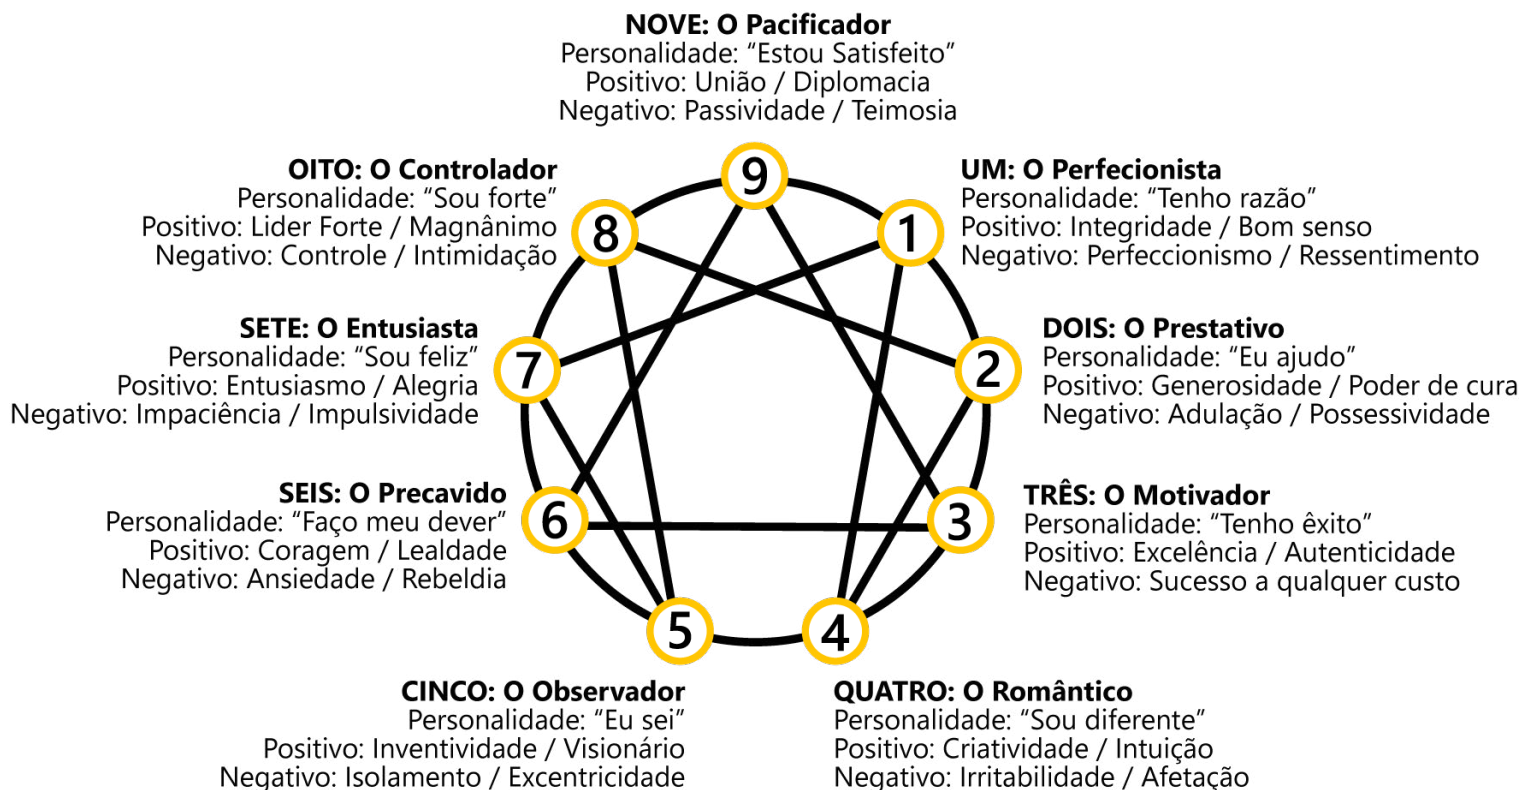 NOVE: O Pacificador
Personalidade: “Estou Satisfeito”
Positivo: União / Diplomacia
Negativo: Passividade / Teimosia
OITO: O Controlador
Personalidade: “Sou forte”
Positivo: Lider Forte / Magnânimo
Negativo: Controle / Intimidação
UM: O Perfecionista
Personalidade: “Tenho razão”
Positivo: Integridade / Bom senso
Negativo: Perfeccionismo / Ressentimento
SETE: O Entusiasta
Personalidade: “Sou feliz”
Positivo: Entusiasmo / Alegria
Negativo: Impaciência / Impulsividade
DOIS: O Prestativo
Personalidade: “Eu ajudo”
Positivo: Generosidade / Poder de cura
Negativo: Adulação / Possessividade
SEIS: O Precavido
Personalidade: “Faço meu dever”
Positivo: Coragem / Lealdade
Negativo: Ansiedade / Rebeldia
TRÊS: O Motivador
Personalidade: “Tenho êxito”
Positivo: Excelência / Autenticidade
Negativo: Sucesso a qualquer custo
CINCO: O Observador
Personalidade: “Eu sei”
Positivo: Inventividade / Visionário
Negativo: Isolamento / Excentricidade
QUATRO: O Romântico
Personalidade: “Sou diferente”
Positivo: Criatividade / Intuição
Negativo: Irritabilidade / Afetação
9
8
1
7
2
6
3
5
4